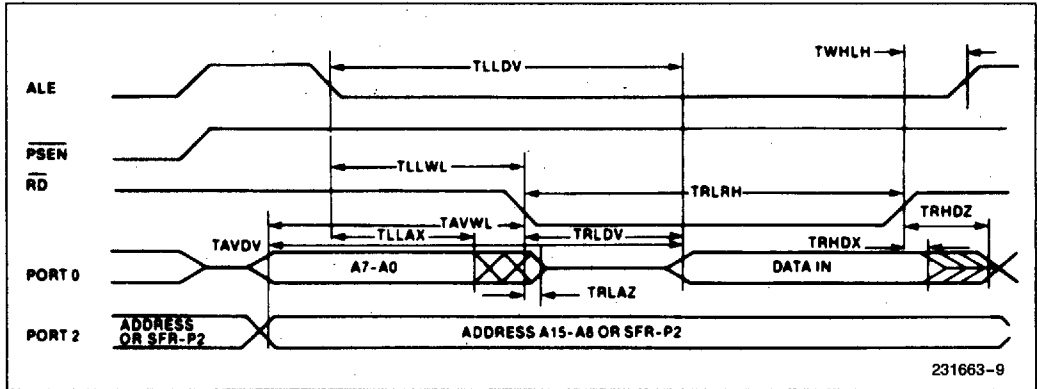 TWHLH
TLLDV
ALE
PSEN
TLLWL
RD
TRLRH
TAVWL
TRHDZ
TAVDV
TLLAX
TRLDV
TRHDX
PORT 0
A7-A0
DATA IN
TRLAZ
PORT 2
ADDRESS
OR SFR-P2
ADDRESS A15-A8 OR SFR-P2
231663-9